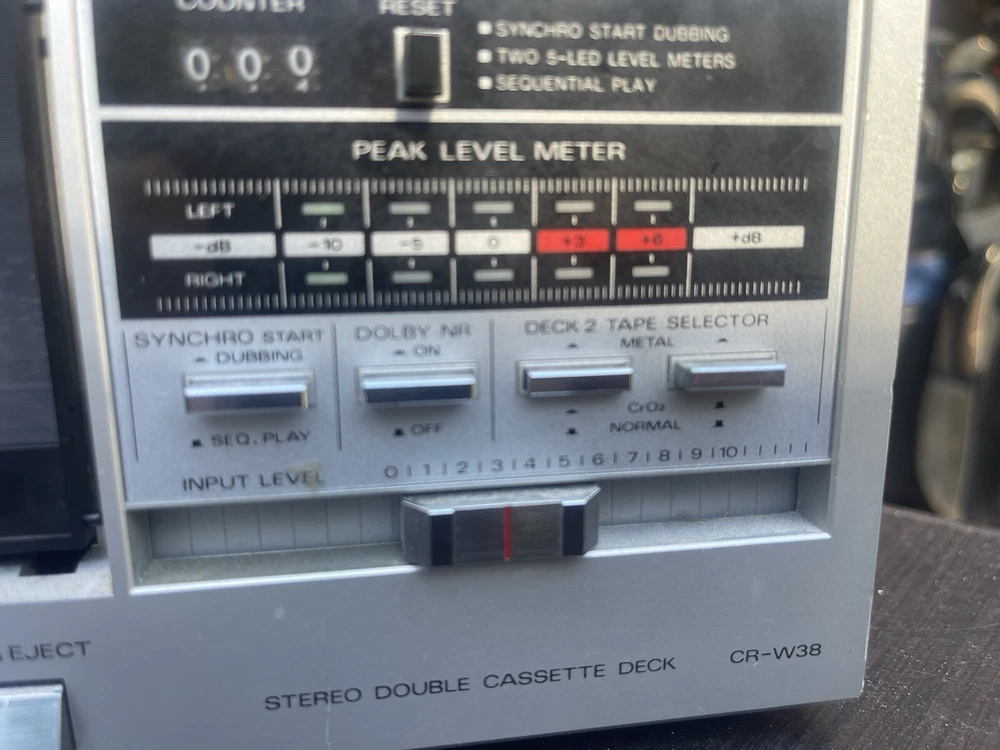 COUNTER
RESET
0 0 0
■ SYNCHRO START DUBBING
■ TWO 5-LED LEVEL METERS
■ SEQUENTIAL PLAY
PEAK LEVEL METER
LEFT
-dB -10 -5 0 +3 +6 +dB
RIGHT
SYNCHRO START
DUBBING
SEQ. PLAY
DOLBY NR
ON
OFF
DECK 2 TAPE SELECTOR
METAL
CrO2
NORMAL
INPUT LEVEL
0 1 2 3 4 5 6 7 8 9 10
EJECT
STEREO DOUBLE CASSETTE DECK
CR-W38